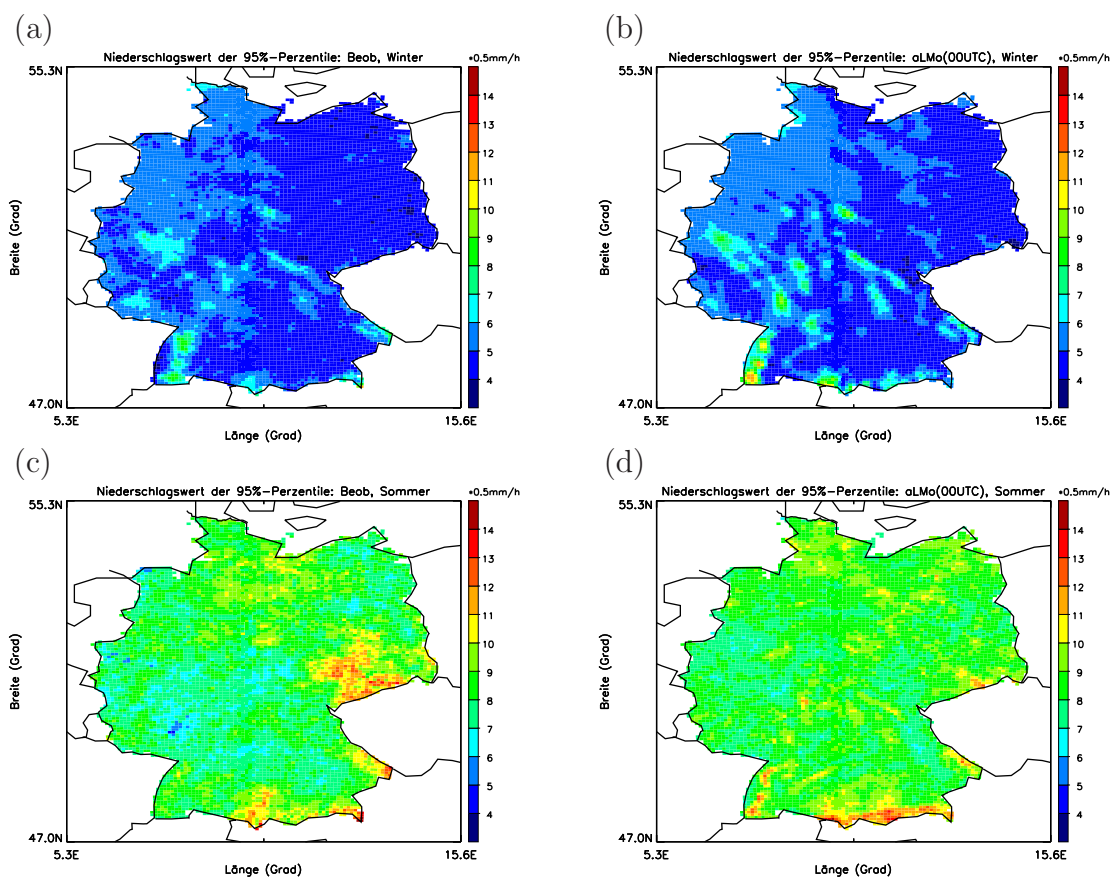 (a)
(b)
Niederschlagswert der 95%-Perzentile: Beob, Winter
*0.5mm/h
Niederschlagswert der 95%-Perzentile: aLMo(00UTC), Winter
*0.5mm/h
55.3N
55.3N
14
13
12
11
10
9
8
7
6
5
4
14
13
12
11
10
9
8
7
6
5
4
Breite (Grad)
Breite (Grad)
47.0N
47.0N
5.3E
15.6E
5.3E
15.6E
Länge (Grad)
Länge (Grad)
(c)
(d)
Niederschlagswert der 95%-Perzentile: Beob, Sommer
*0.5mm/h
Niederschlagswert der 95%-Perzentile: aLMo(00UTC), Sommer
*0.5mm/h
55.3N
55.3N
14
13
12
11
10
9
8
7
6
5
4
14
13
12
11
10
9
8
7
6
5
4
Breite (Grad)
Breite (Grad)
47.0N
47.0N
5.3E
15.6E
5.3E
15.6E
Länge (Grad)
Länge (Grad)